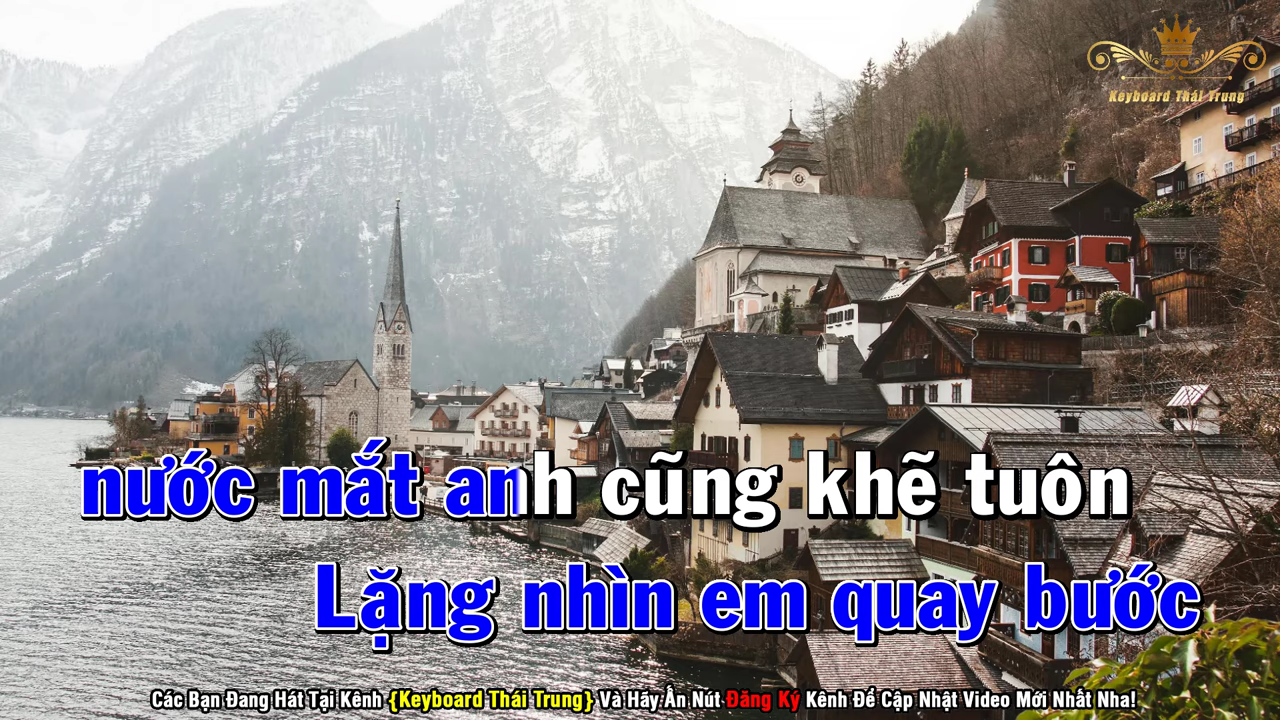 Keyboard Thái Trung
nước mắt anh cũng khẽ tuôn
Lặng nhìn em quay bước
Các Bạn Đang Hát Tại Kênh {Keyboard Thái Trung} Và Hãy Ấn Nút Đăng Ký Kênh Để Cập Nhật Video Mới Nhất Nha!